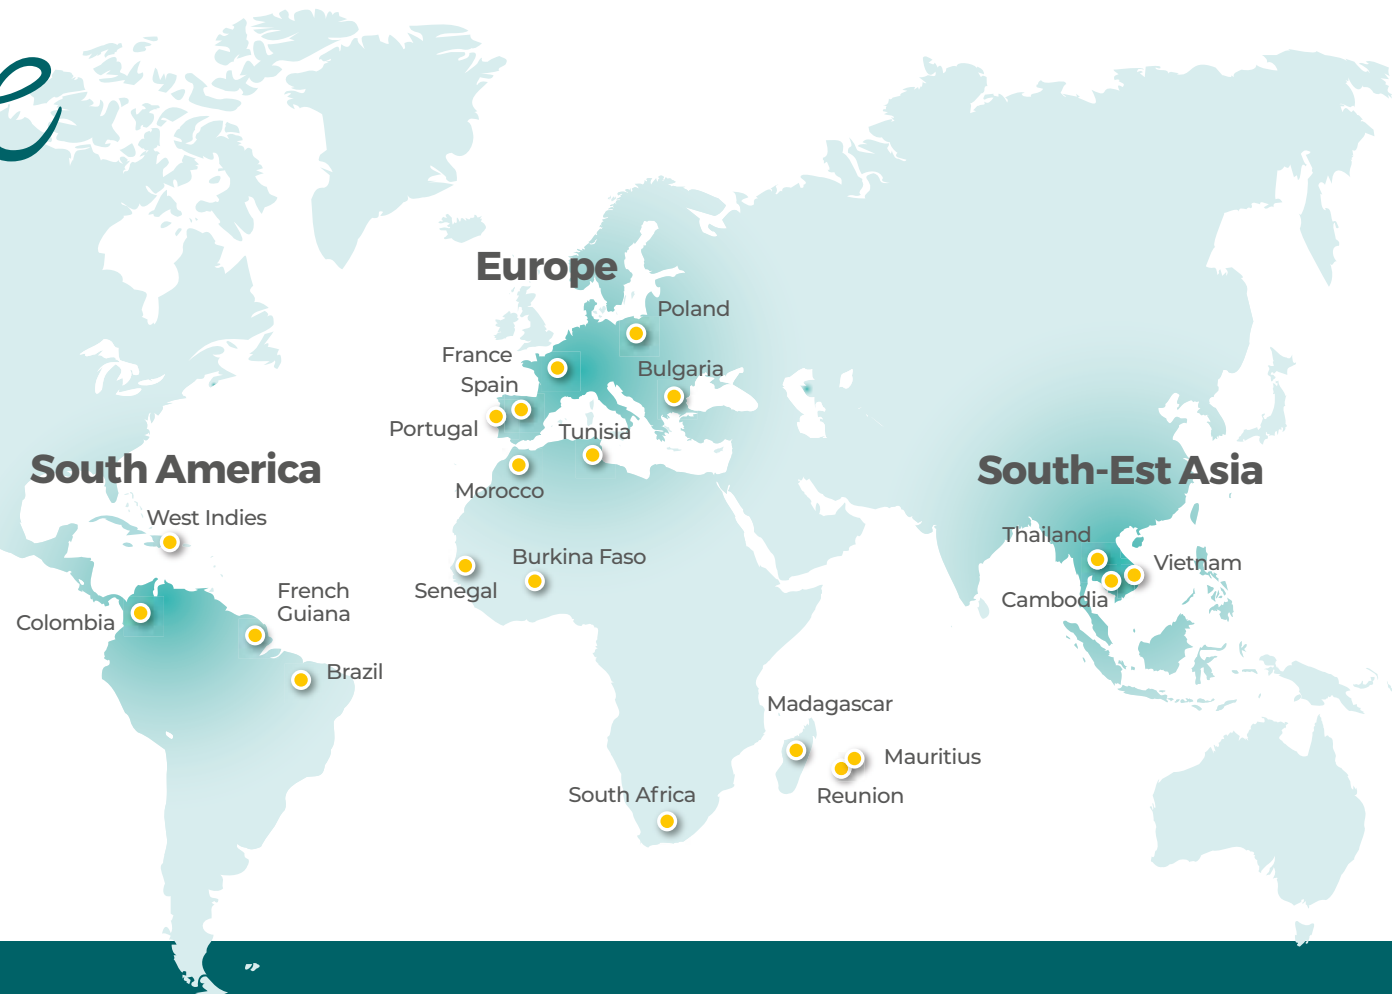 e
Europe
Poland
France
Bulgaria
Spain
Portugal
Tunisia
South America
South-Est Asia
Morocco
West Indies
Thailand
Burkina Faso
Vietnam
French
Guiana
Senegal
Cambodia
Colombia
Brazil
Madagascar
Mauritius
South Africa
Reunion